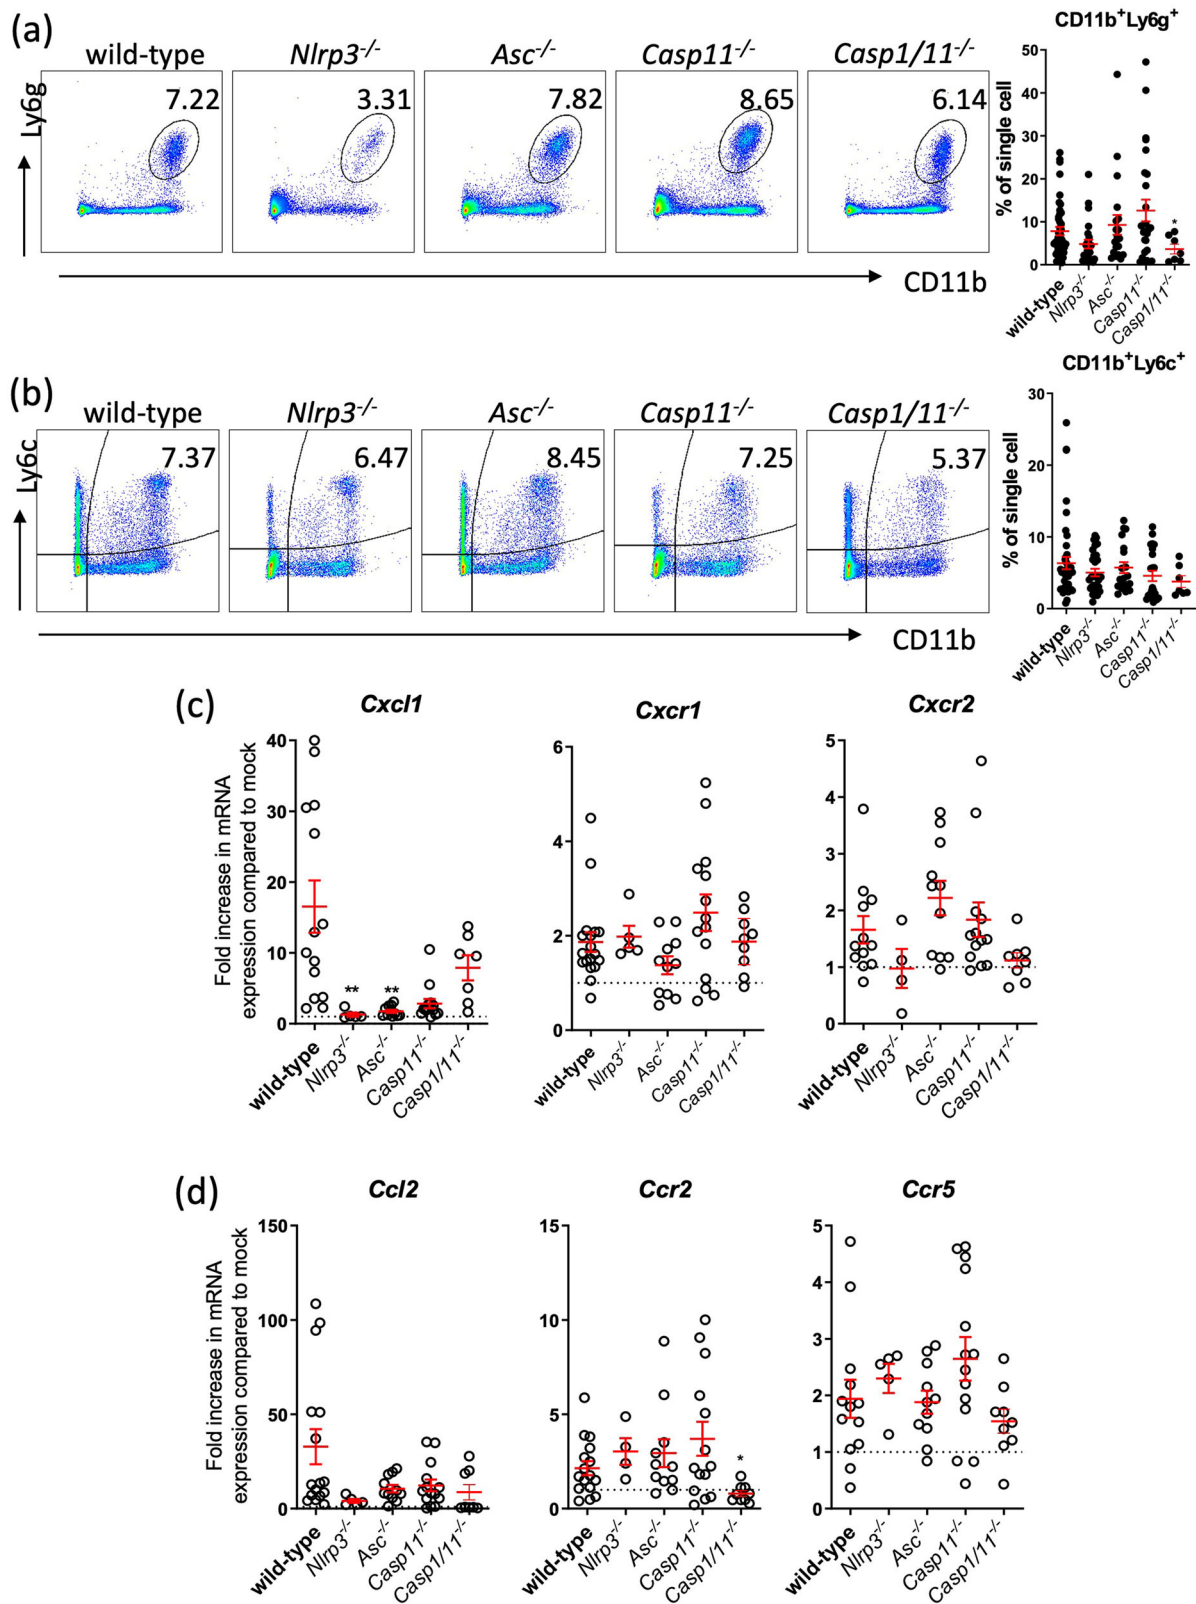 (a)
wild-type Nlrp3-/- Asc-/- Casp11-/- Casp1/11-/-
Ly6g
7.22 3.31 7.82 8.65 6.14
CD11b
CD11b+Ly6g+
% of single cell
50
40
30
20
10
0
wild-type Nlrp3-/- Asc-/- Casp11-/- Casp1/11-/-
*
(b)
wild-type Nlrp3-/- Asc-/- Casp11-/- Casp1/11-/-
Ly6c
7.37 6.47 8.45 7.25 5.37
CD11b
CD11b+Ly6c+
% of single cell
30
20
10
0
wild-type Nlrp3-/- Asc-/- Casp11-/- Casp1/11-/-
(c)
Cxcl1
Fold increase in mRNA
expression compared to mock
40
30
20
10
0
** **
wild-type Nlrp3-/- Asc-/- Casp11-/- Casp1/11-/-
Cxcr1
6
4
2
0
wild-type Nlrp3-/- Asc-/- Casp11-/- Casp1/11-/-
Cxcr2
5
4
3
2
1
0
wild-type Nlrp3-/- Asc-/- Casp11-/- Casp1/11-/-
(d)
Ccl2
Fold increase in mRNA
expression compared to mock
150
100
50
0
wild-type Nlrp3-/- Asc-/- Casp11-/- Casp1/11-/-
Ccr2
10
5
0
*
wild-type Nlrp3-/- Asc-/- Casp11-/- Casp1/11-/-
Ccr5
5
4
3
2
1
0
wild-type Nlrp3-/- Asc-/- Casp11-/- Casp1/11-/-